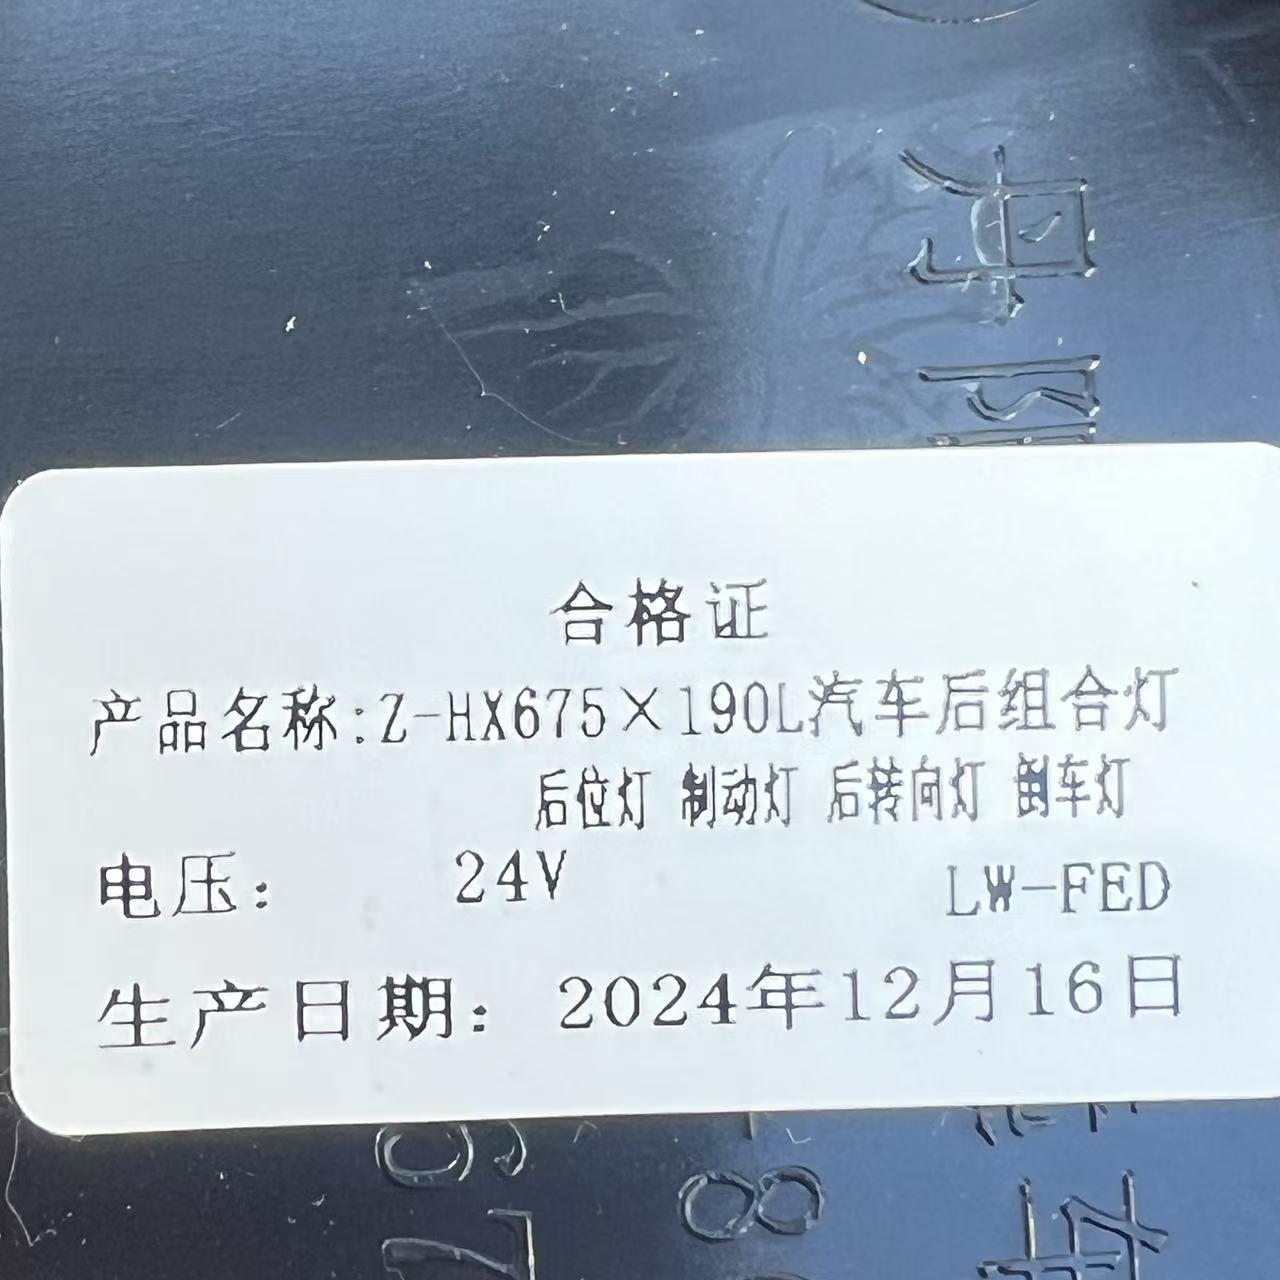 合格证
产品名称:Z-HX675×190L汽车后组合灯
后位灯 制动灯 后转向灯 倒车灯
电压: 24V LW-FED
生产日期: 2024年12月16日